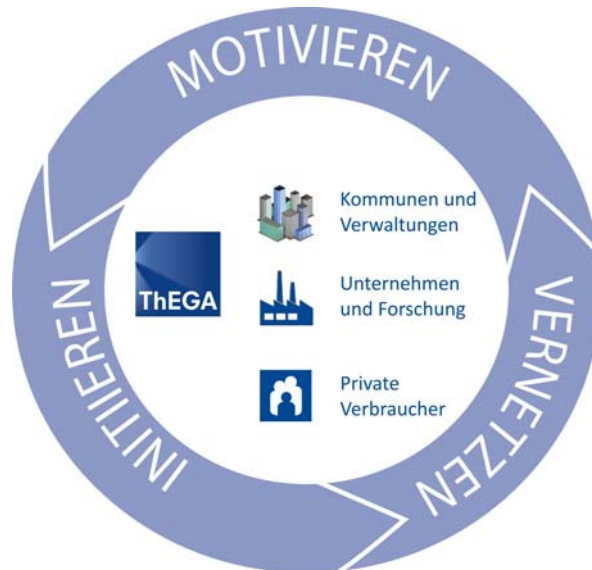 MOTIVIEREN
Kommunen und
Verwaltungen
ThEGA
Unternehmen
und Forschung
Private
Verbraucher
VERNETZEN
INITIIEREN